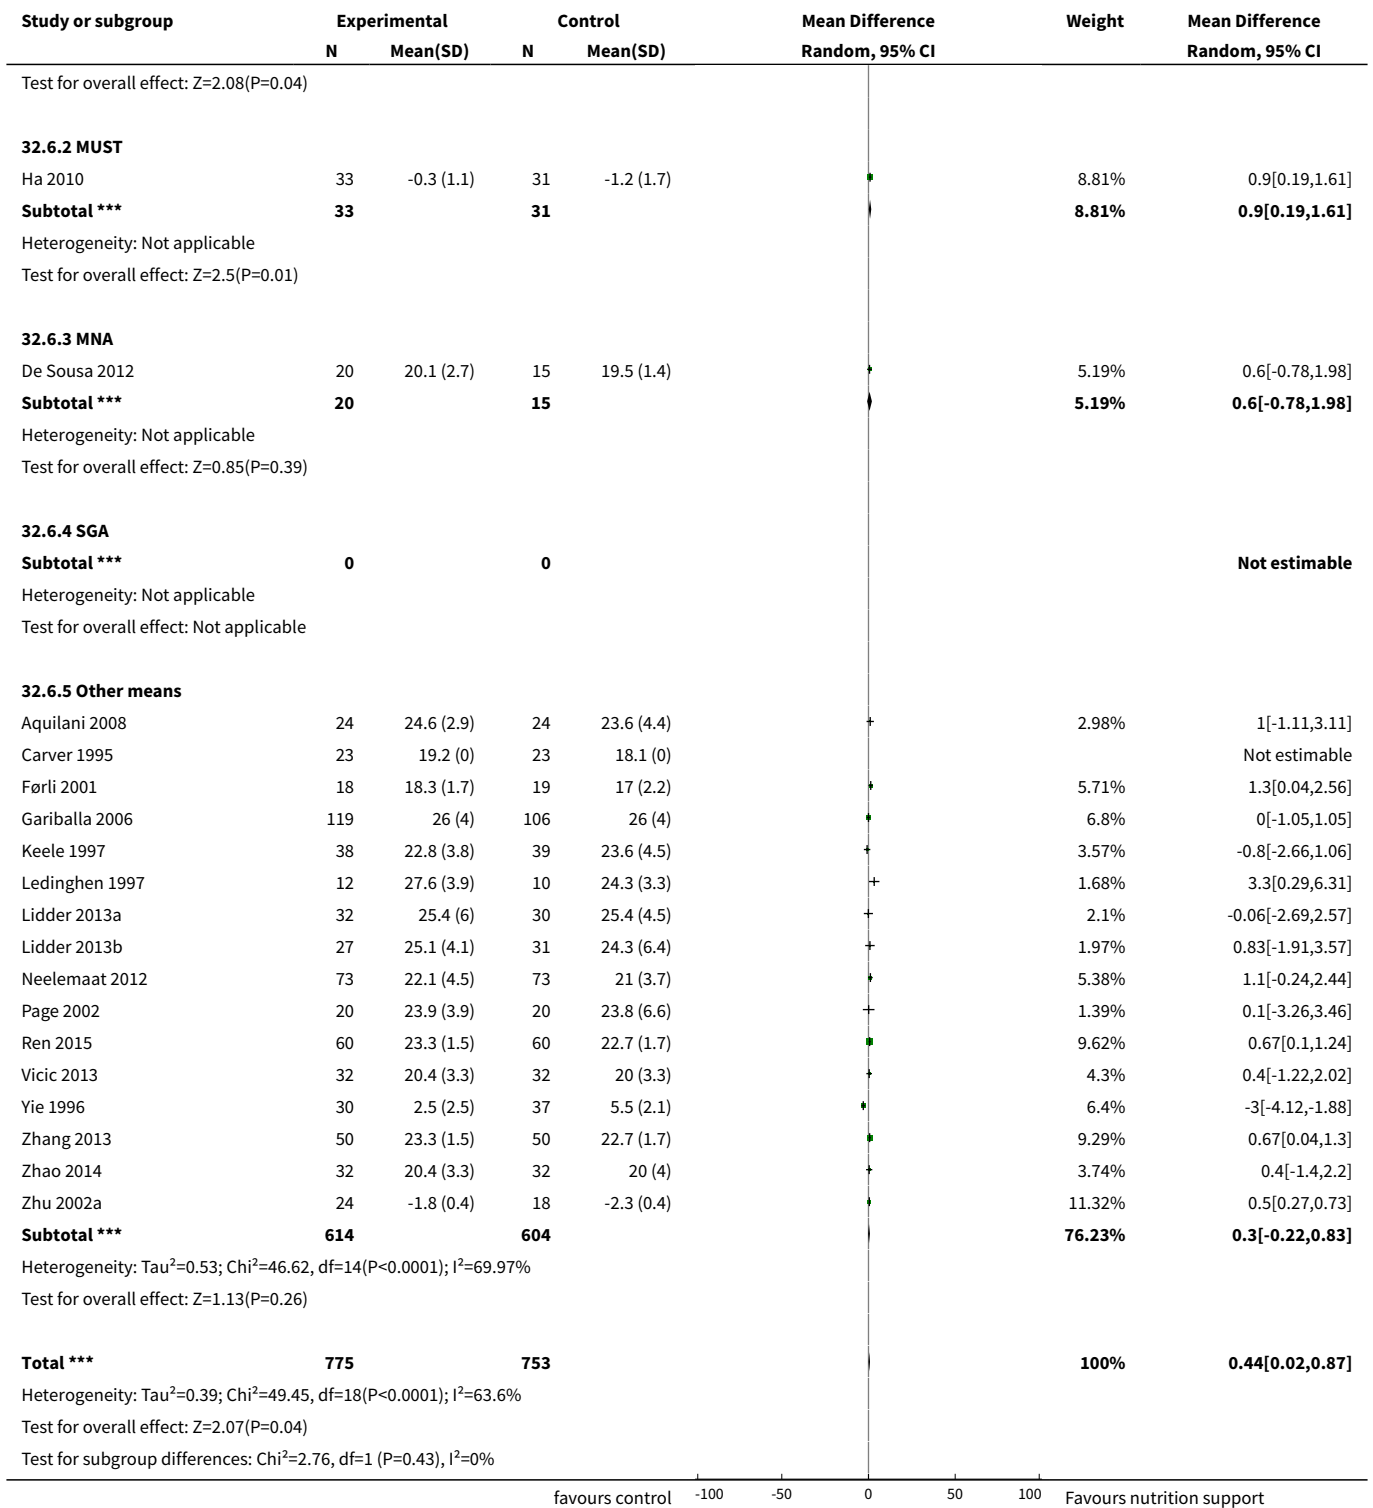 Study or subgroup Experimental Control Mean Difference Weight Mean Difference
N Mean(SD) N Mean(SD) Random, 95% CI Random, 95% CI
Test for overall effect: Z=2.08(P=0.04)
32.6.2 MUST
Ha 2010 33 -0.3 (1.1) 31 -1.2 (1.7) 8.81% 0.9[0.19,1.61]
Subtotal *** 33 31 8.81% 0.9[0.19,1.61]
Heterogeneity: Not applicable
Test for overall effect: Z=2.5(P=0.01)
32.6.3 MNA
De Sousa 2012 20 20.1 (2.7) 15 19.5 (1.4) 5.19% 0.6[-0.78,1.98]
Subtotal *** 20 15 5.19% 0.6[-0.78,1.98]
Heterogeneity: Not applicable
Test for overall effect: Z=0.85(P=0.39)
32.6.4 SGA
Subtotal *** 0 0 Not estimable
Heterogeneity: Not applicable
Test for overall effect: Not applicable
32.6.5 Other means
Aquilani 2008 24 24.6 (2.9) 24 23.6 (4.4) 2.98% 1[-1.11,3.11]
Carver 1995 23 19.2 (0) 23 18.1 (0) Not estimable
Førli 2001 18 18.3 (1.7) 19 17 (2.2) 5.71% 1.3[0.04,2.56]
Gariballa 2006 119 26 (4) 106 26 (4) 6.8% 0[-1.05,1.05]
Keele 1997 38 22.8 (3.8) 39 23.6 (4.5) 3.57% -0.8[-2.66,1.06]
Ledinghen 1997 12 27.6 (3.9) 10 24.3 (3.3) 1.68% 3.3[0.29,6.31]
Lidder 2013a 32 25.4 (6) 30 25.4 (4.5) 2.1% -0.06[-2.69,2.57]
Lidder 2013b 27 25.1 (4.1) 31 24.3 (6.4) 1.97% 0.83[-1.91,3.57]
Neelemaat 2012 73 22.1 (4.5) 73 21 (3.7) 5.38% 1.1[-0.24,2.44]
Page 2002 20 23.9 (3.9) 20 23.8 (6.6) 1.39% 0.1[-3.26,3.46]
Ren 2015 60 23.3 (1.5) 60 22.7 (1.7) 9.62% 0.67[0.1,1.24]
Vicic 2013 32 20.4 (3.3) 32 20 (3.3) 4.3% 0.4[-1.22,2.02]
Yie 1996 30 2.5 (2.5) 37 5.5 (2.1) 6.4% -3[-4.12,-1.88]
Zhang 2013 50 23.3 (1.5) 50 22.7 (1.7) 9.29% 0.67[0.04,1.3]
Zhao 2014 32 20.4 (3.3) 32 20 (4) 3.74% 0.4[-1.4,2.2]
Zhu 2002a 24 -1.8 (0.4) 18 -2.3 (0.4) 11.32% 0.5[0.27,0.73]
Subtotal *** 614 604 76.23% 0.3[-0.22,0.83]
Heterogeneity: Tau²=0.53; Chi²=46.62, df=14(P<0.0001); I²=69.97%
Test for overall effect: Z=1.13(P=0.26)
Total *** 775 753 100% 0.44[0.02,0.87]
Heterogeneity: Tau²=0.39; Chi²=49.45, df=18(P<0.0001); I²=63.6%
Test for overall effect: Z=2.07(P=0.04)
Test for subgroup differences: Chi²=2.76, df=1 (P=0.43), I²=0%
favours control -100 -50 0 50 100 Favours nutrition support